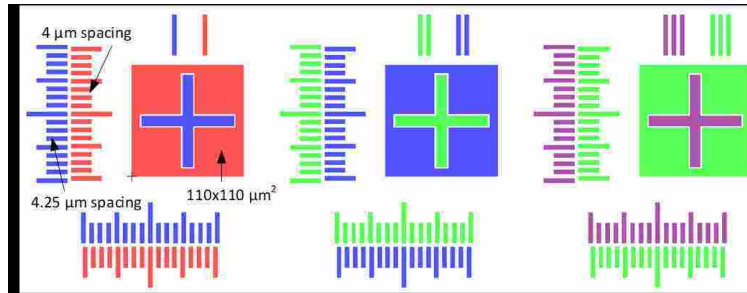 4 μm spacing
4.25 μm spacing
110x110 μm²